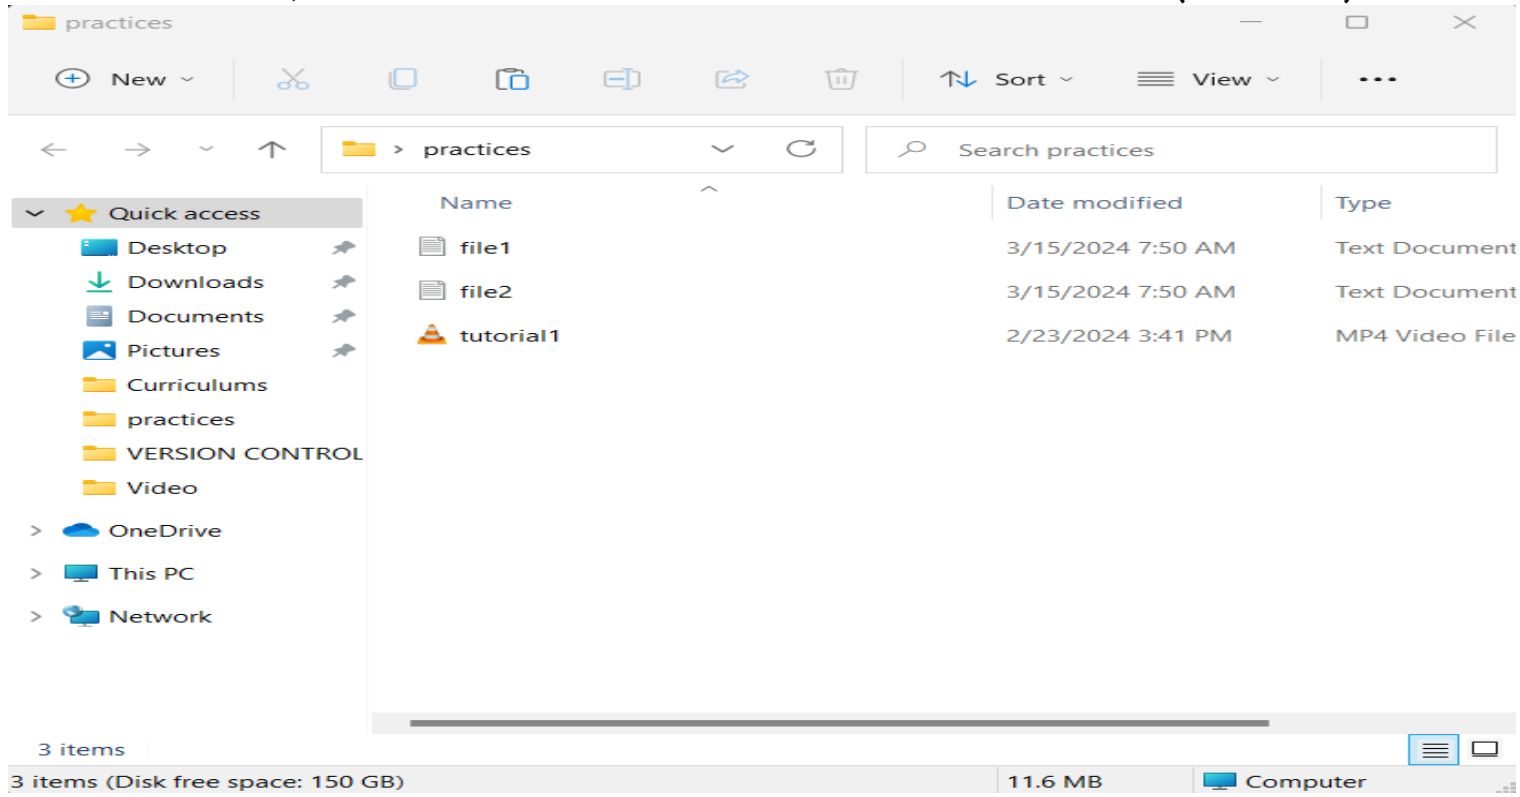 practices
New
Sort
View
practices
Search practices
Name
Date modified
Type
Quick access
Desktop
Downloads
Documents
Pictures
Curriculums
practices
VERSION CONTROL
Video
OneDrive
This PC
Network
file1 3/15/2024 7:50 AM Text Document
file2 3/15/2024 7:50 AM Text Document
tutorial1 2/23/2024 3:41 PM MP4 Video File
3 items
3 items (Disk free space: 150 GB) 11.6 MB Computer